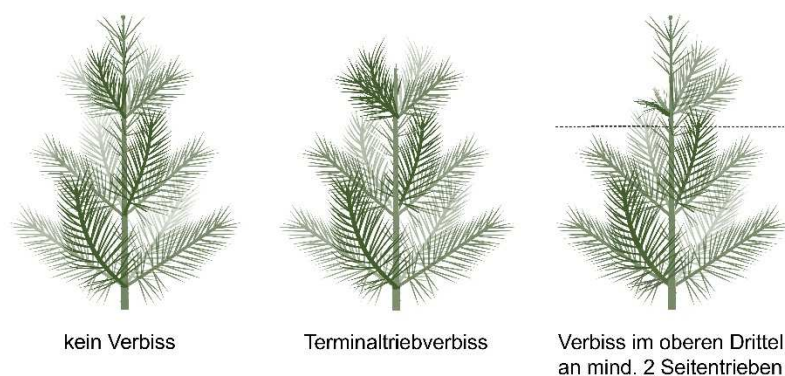 kein Verbiss
Terminaltriebverbiss
Verbiss im oberen Drittel
an mind. 2 Seitentrieben